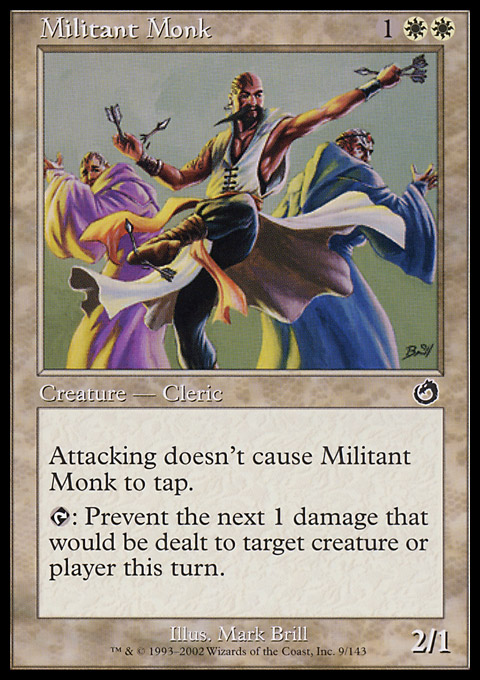 Militant Monk 1
Brill
Creature — Cleric
Attacking doesn't cause Militant
Monk to tap.
: Prevent the next 1 damage that
would be dealt to target creature or
player this turn.
Illus. Mark Brill
™ & © 1993–2002 Wizards of the Coast, Inc. 9/143
2/1